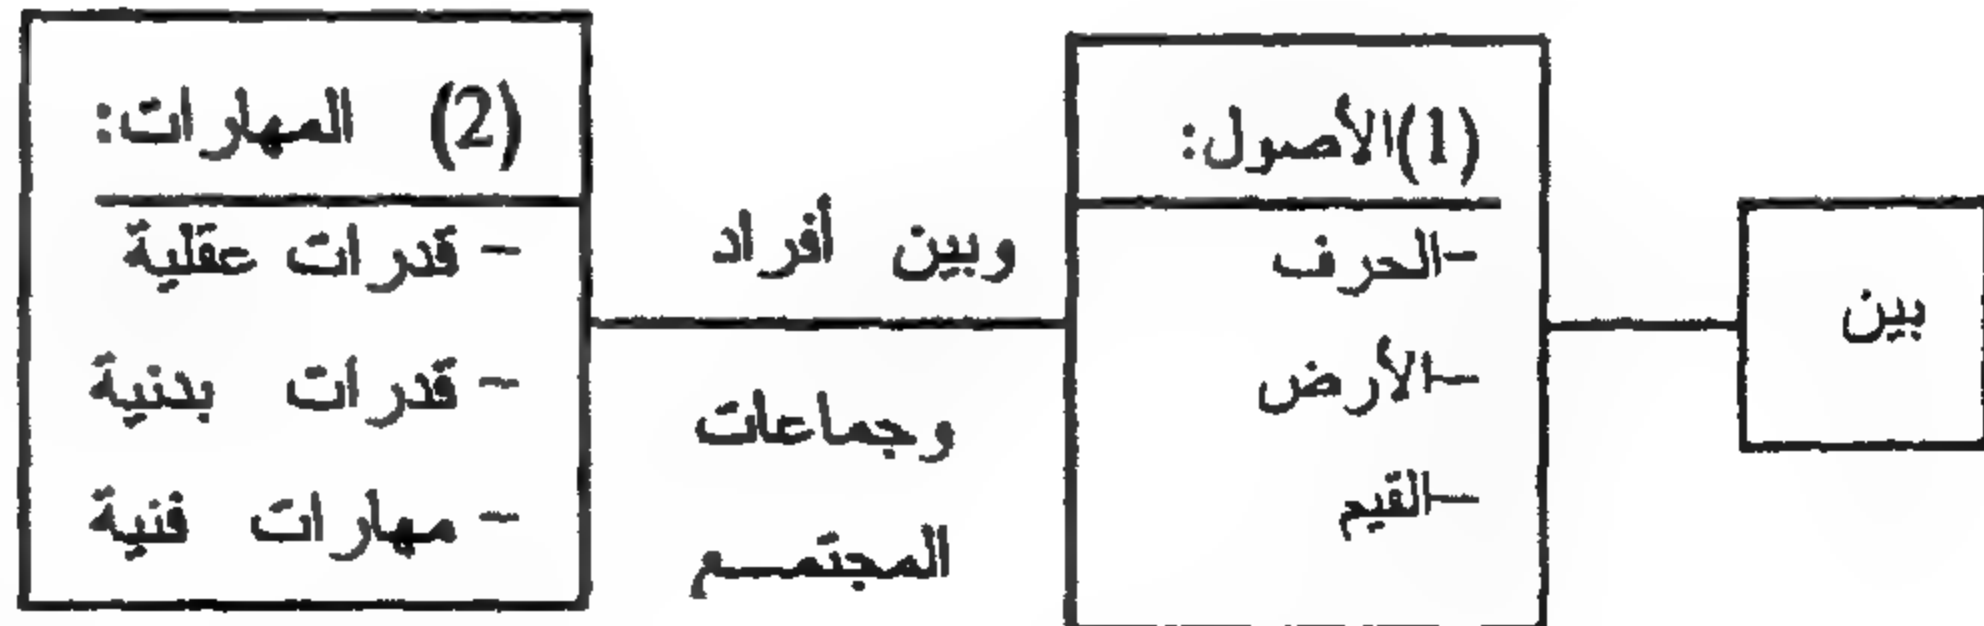 بين
(1)الأصول:
-الحرف
-الأرض
-القيم
وبين أفراد
وجماعات
المجتمع
(2) المهارات:
- قدرات عقلية
- قدرات بدنية
- مهارات فنية